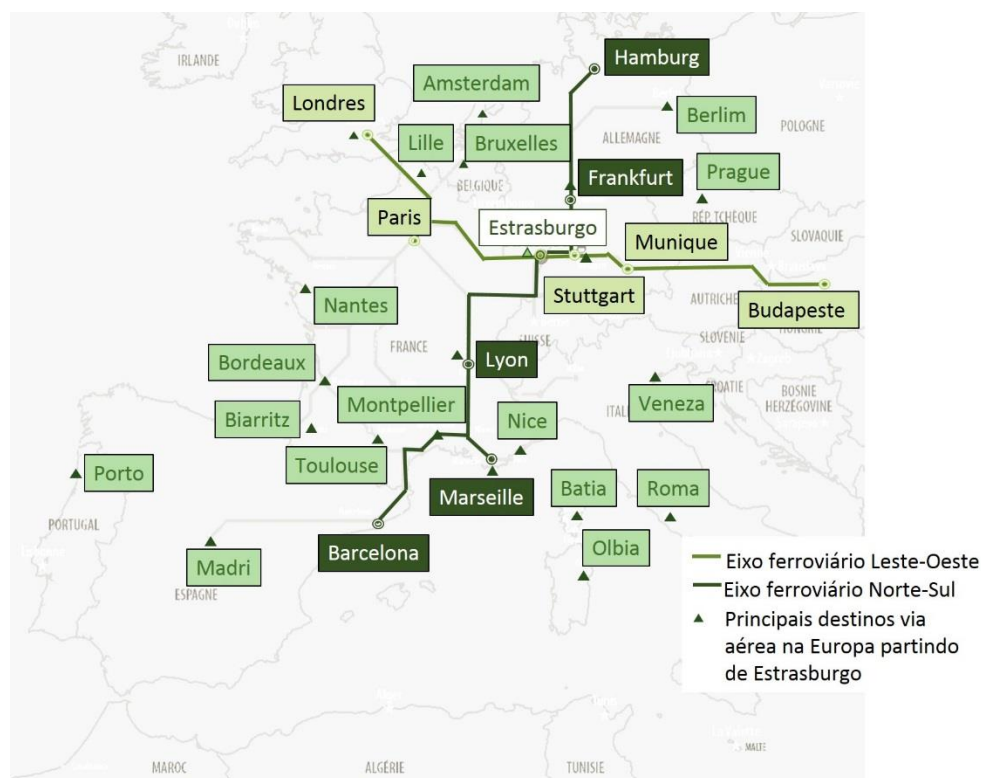 Hamburg
IRLANDE
Amsterdam
Londres
Berlim
POLOGNE
Lille
Bruxelles
ALLEMAGNE
Frankfurt
Prague
BELGIQUE
Paris
RÉP. TCHÈQUE
Estrasburgo
Munique
SLOVAQUIE
Stuttgart
AUTRICHE
Budapeste
Nantes
HONGRIE
SLOVÉNIE
FRANCE
SUISSE
Lyon
Bordeaux
CROATIE
BOSNIE
HERZÉGOVINE
Montpellier
Veneza
Biarritz
Nice
Toulouse
Porto
Marseille
Batia
Roma
PORTUGAL
Barcelona
Olbia
Madri
ESPAGNE
Eixo ferroviário Leste-Oeste
Eixo ferroviário Norte-Sul
Principais destinos via
aérea na Europa partindo
de Estrasburgo
MALTE
MAROC
ALGÉRIE
TUNISIE